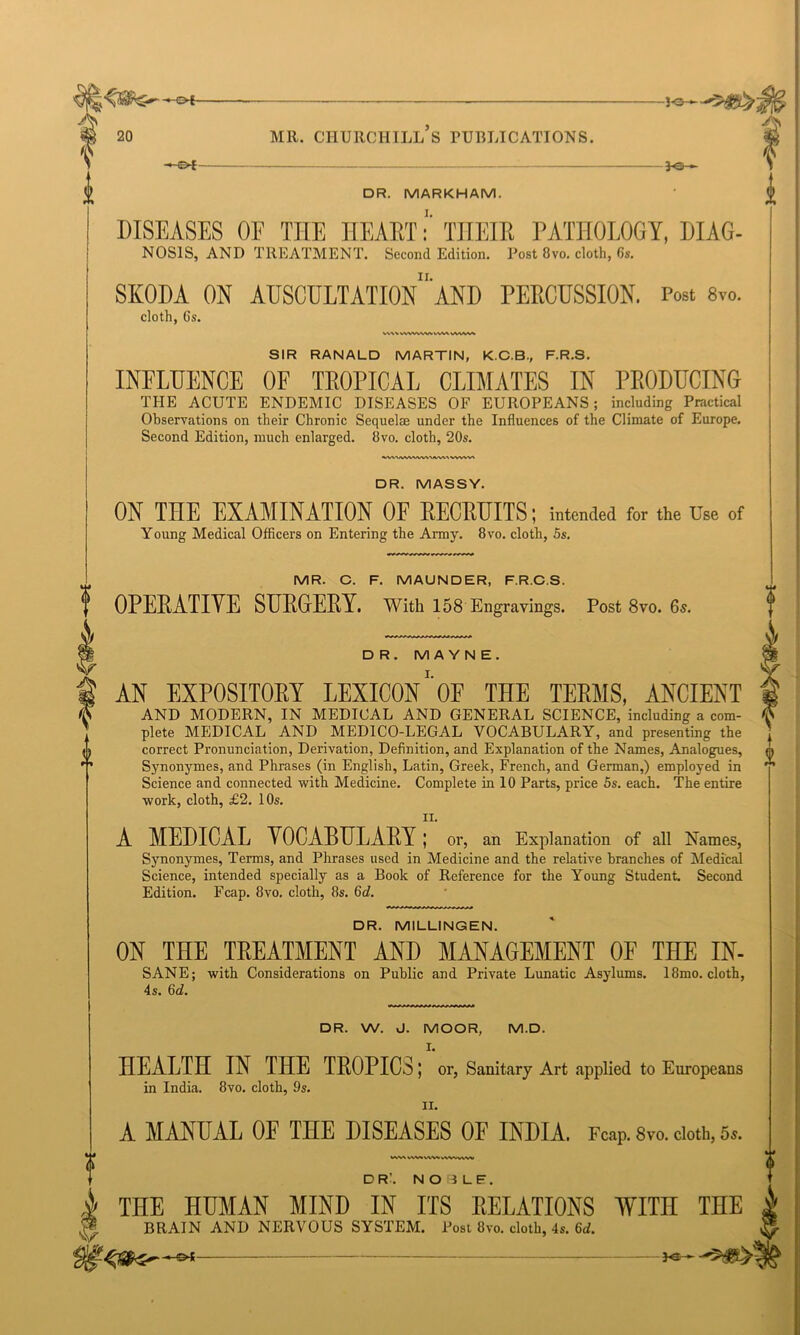 20 MR. CHURCHILL'S PUBLICATIONS.
DR. MARKHAM.
I.
DISEASES OF THE HEART: THEIR PATHOLOGY, DIAG-
NOSIS, AND TREATMENT. Second Edition. Post 8vo. cloth, 6s.
II.
SKODA ON AUSCULTATION AND PERCUSSION. Post 8vo.
cloth, 6s.
SIR RANALD MARTIN, K.C.B., F.R.S.
INFLUENCE OF TROPICAL CLIMATES IN PRODUCING
THE ACUTE ENDEMIC DISEASES OF EUROPEANS; including Practical
Observations on their Chronic Sequelæ under the Influences of the Climate of Europe.
Second Edition, much enlarged. 8vo. cloth, 20s.
DR. MASSY.
ON THE EXAMINATION OF RECRUITS; intended for the Use of
Young Medical Officers on Entering the Army. 8vo. cloth, 5s.
MR. C. F. MAUNDER, F.R.C.S.
OPERATIVE SURGERY. With 158 Engravings. Post 8vo. 6s.
DR. MAYNE.
I.
AN EXPOSITORY LEXICON OF THE TERMS, ANCIENT
AND MODERN, IN MEDICAL AND GENERAL SCIENCE, including a com-
plete MEDICAL AND MEDICO-LEGAL VOCABULARY, and presenting the
correct Pronunciation, Derivation, Definition, and Explanation of the Names, Analogues,
Synonymes, and Phrases (in English, Latin, Greek, French, and German,) employed in
Science and connected with Medicine. Complete in 10 Parts, price 5s. each. The entire
work, cloth, £2. 10s.
II.
A MEDICAL VOCABULARY; or, an Explanation of all Names,
Synonymes, Terms, and Phrases used in Medicine and the relative branches of Medical
Science, intended specially as a Book of Reference for the Young Student. Second
Edition. Fcap. 8vo. cloth, 8s. 6d.
DR. MILLINGEN.
ON THE TREATMENT AND MANAGEMENT OF THE IN-
SANE; with Considerations on Public and Private Lunatic Asylums. 18mo. cloth,
4s. 6d.
DR. W. J. MOOR, M.D.
I.
HEALTH IN THE TROPICS; or, Sanitary Art applied to Europeans
in India. 8vo. cloth, 9s.
II.
A MANUAL OF THE DISEASES OF INDIA. Fcap. 8vo. cloth, 5s.
DR. NOBLE.
THE HUMAN MIND IN ITS RELATIONS WITH THE
BRAIN AND NERVOUS SYSTEM. Post 8vo. cloth, 4s. 6d.